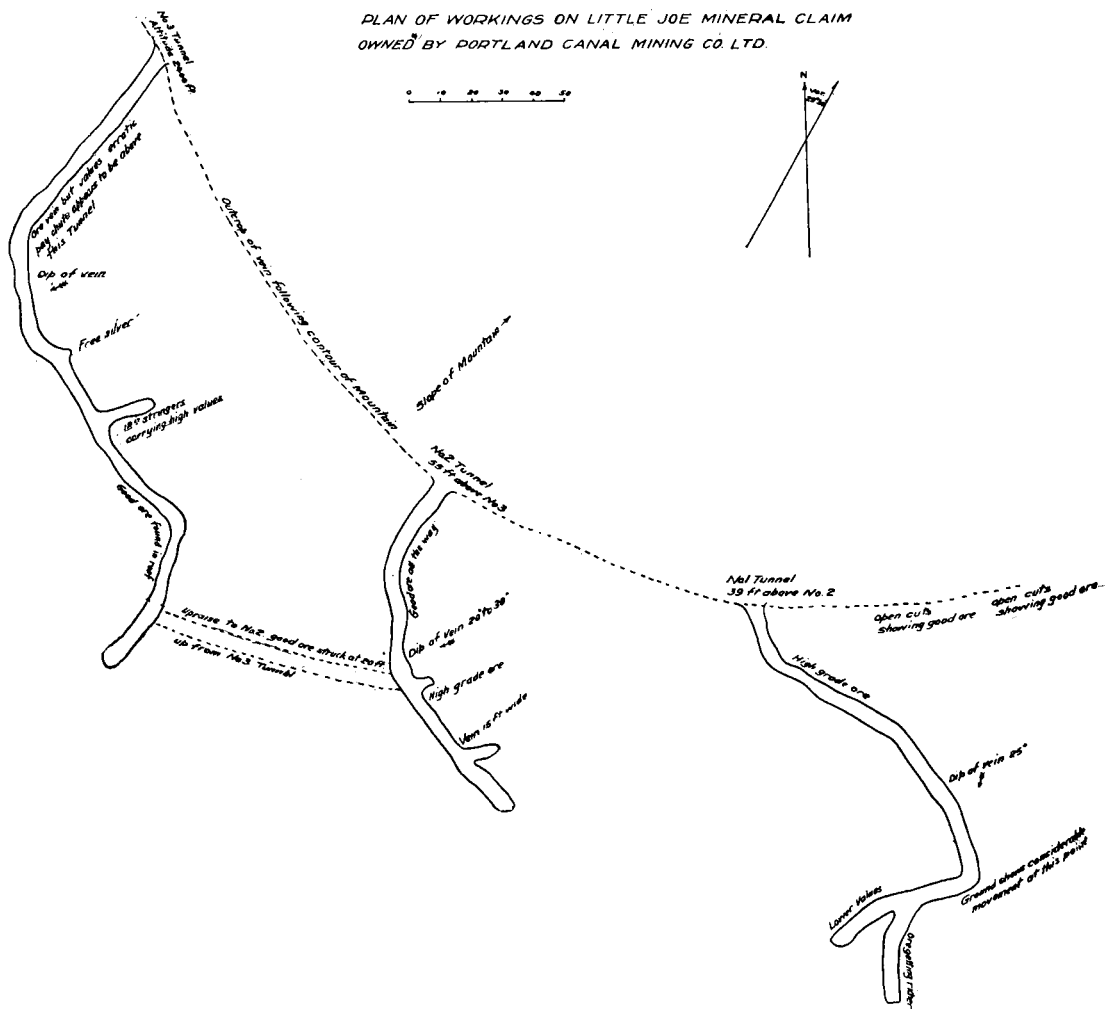 PLAN OF WORKINGS ON LITTLE JOE MINERAL CLAIM
OWNED BY PORTLAND CANAL MINING CO. LTD.
0 10 20 30 40 50
N
Var.
No.3 Tunnel
Altitude ft.
Ore vein but values erratic
pay chute appears to be above
this Tunnel
Dip of vein
Free silver
18" stringers
carrying high values
Good ore found in roof
Outcrop of vein following contour of Mountain
Slope of Mountain
No.2 Tunnel
55 ft above No.3
Good ore all the way
Upraise to No.2, good ore struck at 20 ft.
Up from No.3 Tunnel
Dip of Vein 20° to 30°
High grade ore
Vein 15 ft wide
No.1 Tunnel
39 ft above No.2
open cuts
showing good ore
open cuts
showing good ore
High grade ore
Dip of vein 25°
Ground shows considerable
movement at this point
Lower values
Ore getting wider